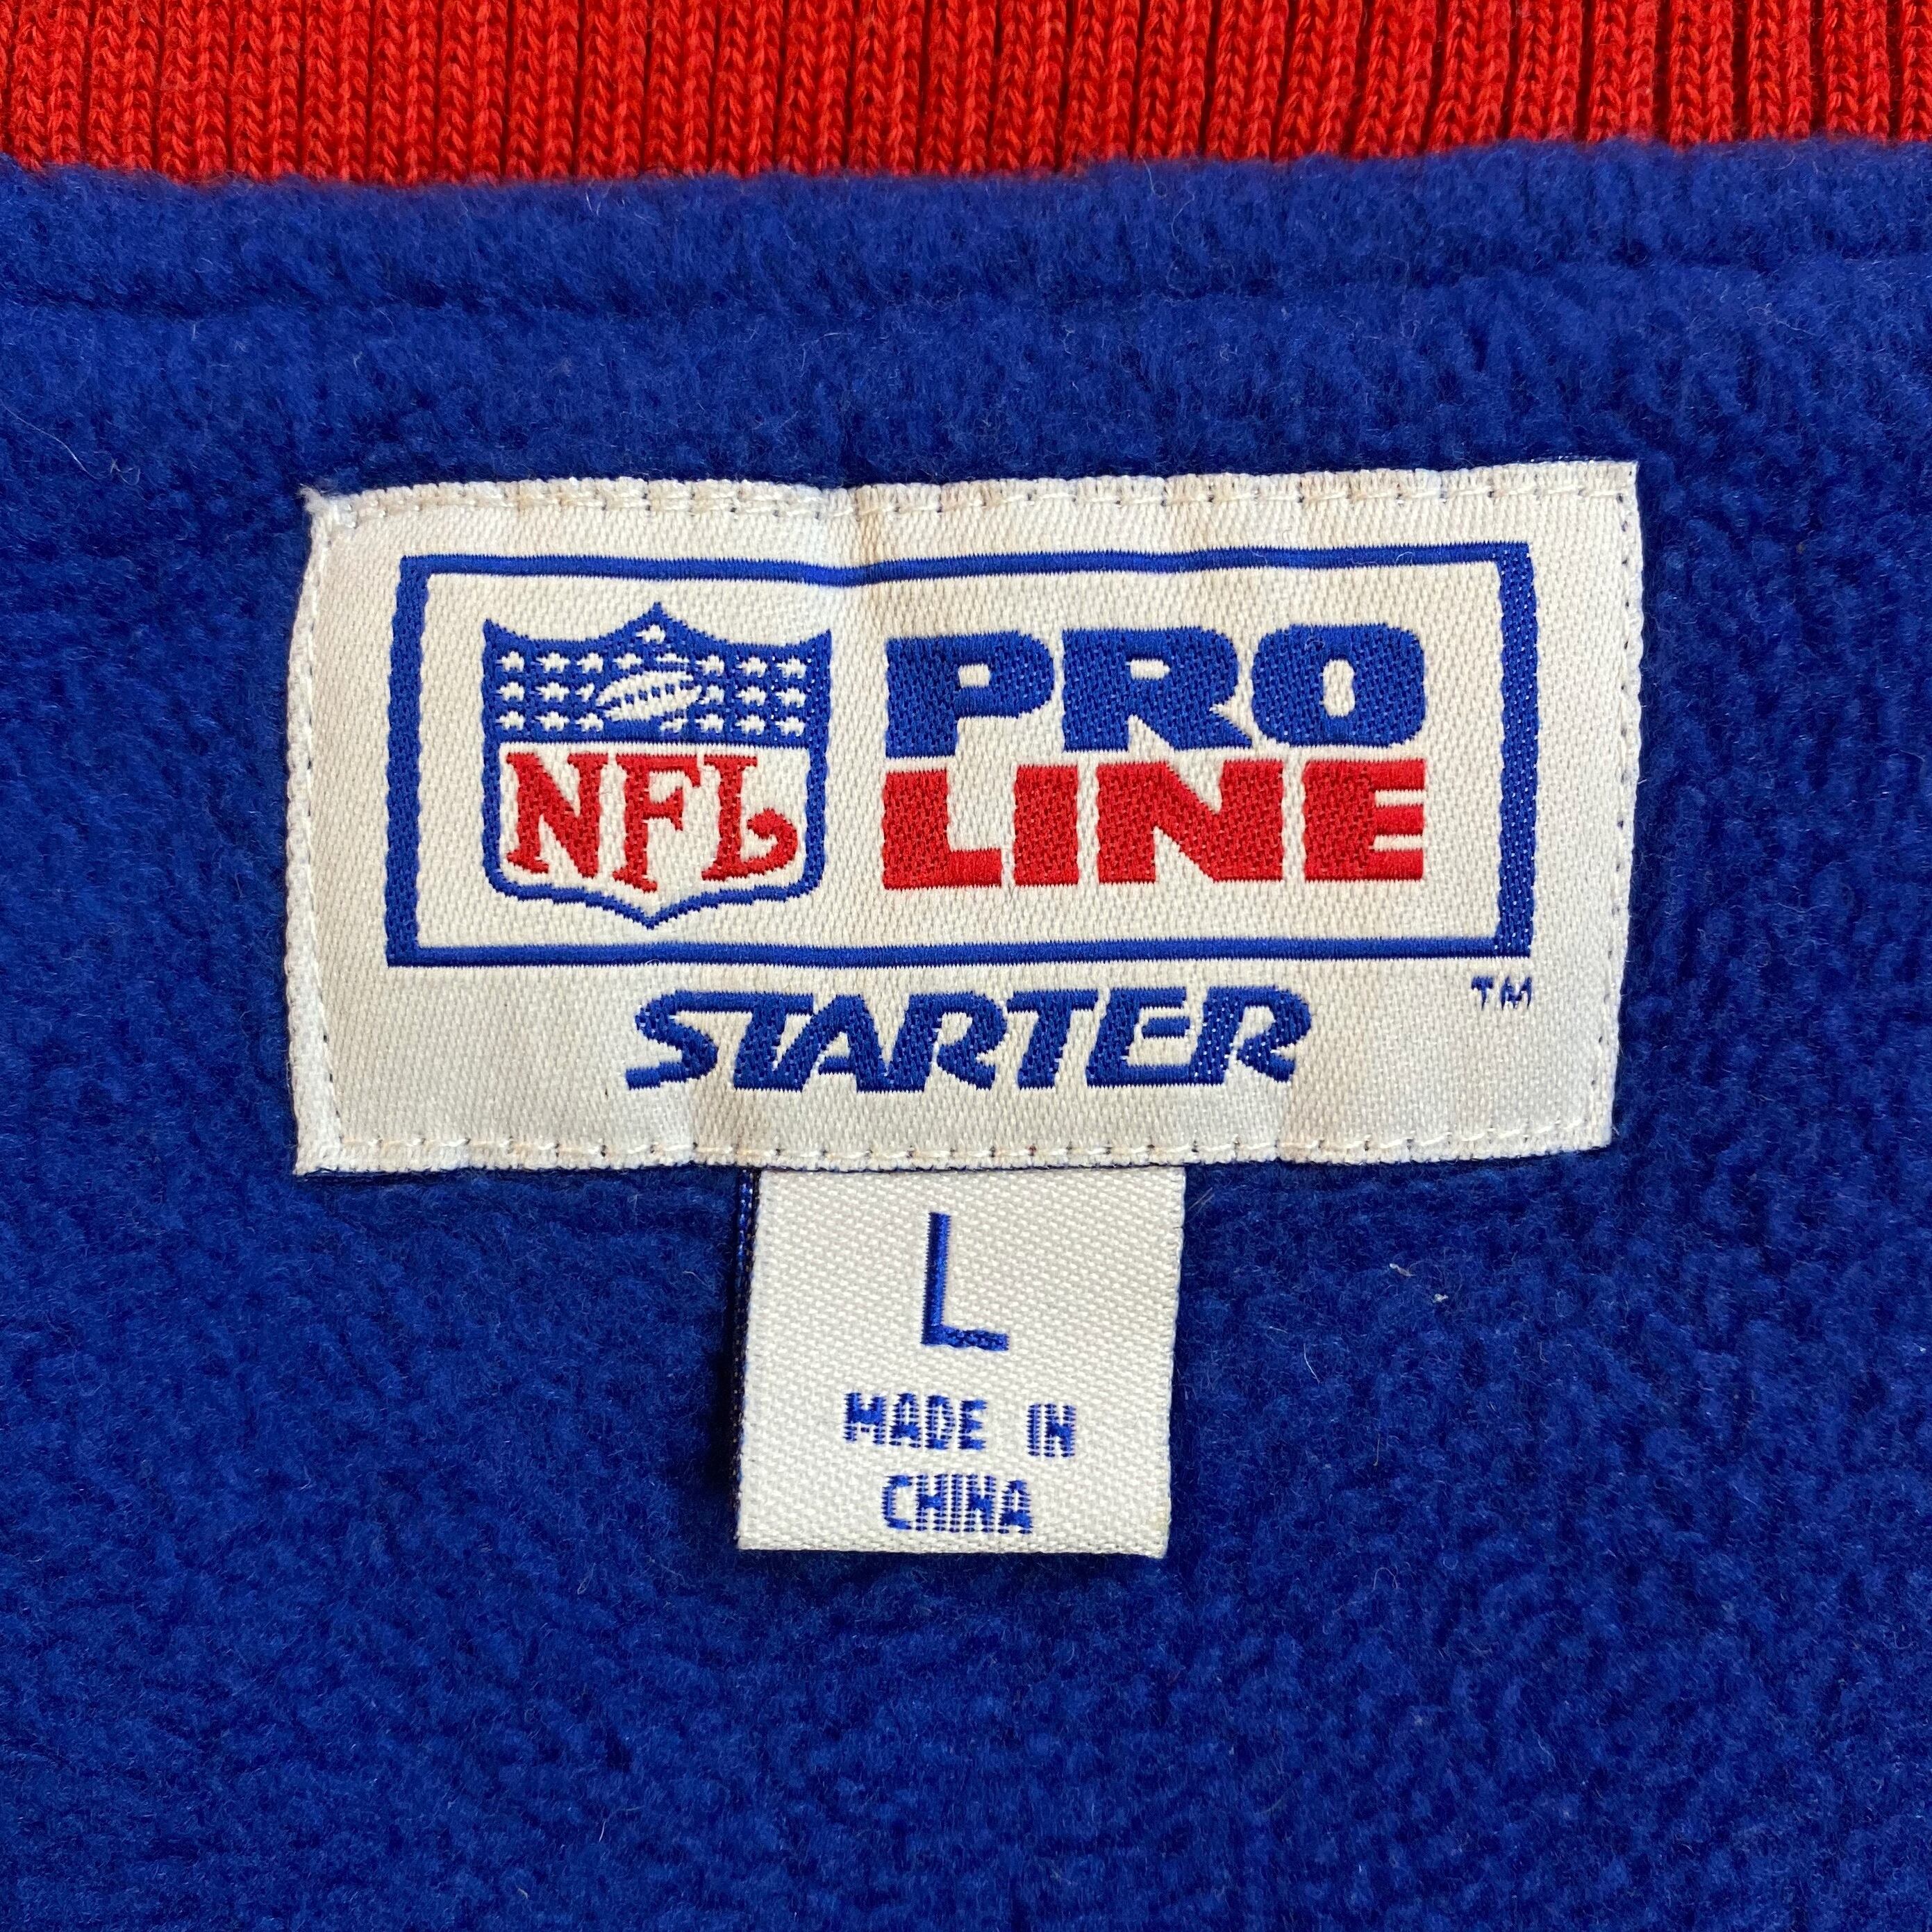 NFL
PRO
LINE
STARTER
TM
L
MADE IN
CHINA